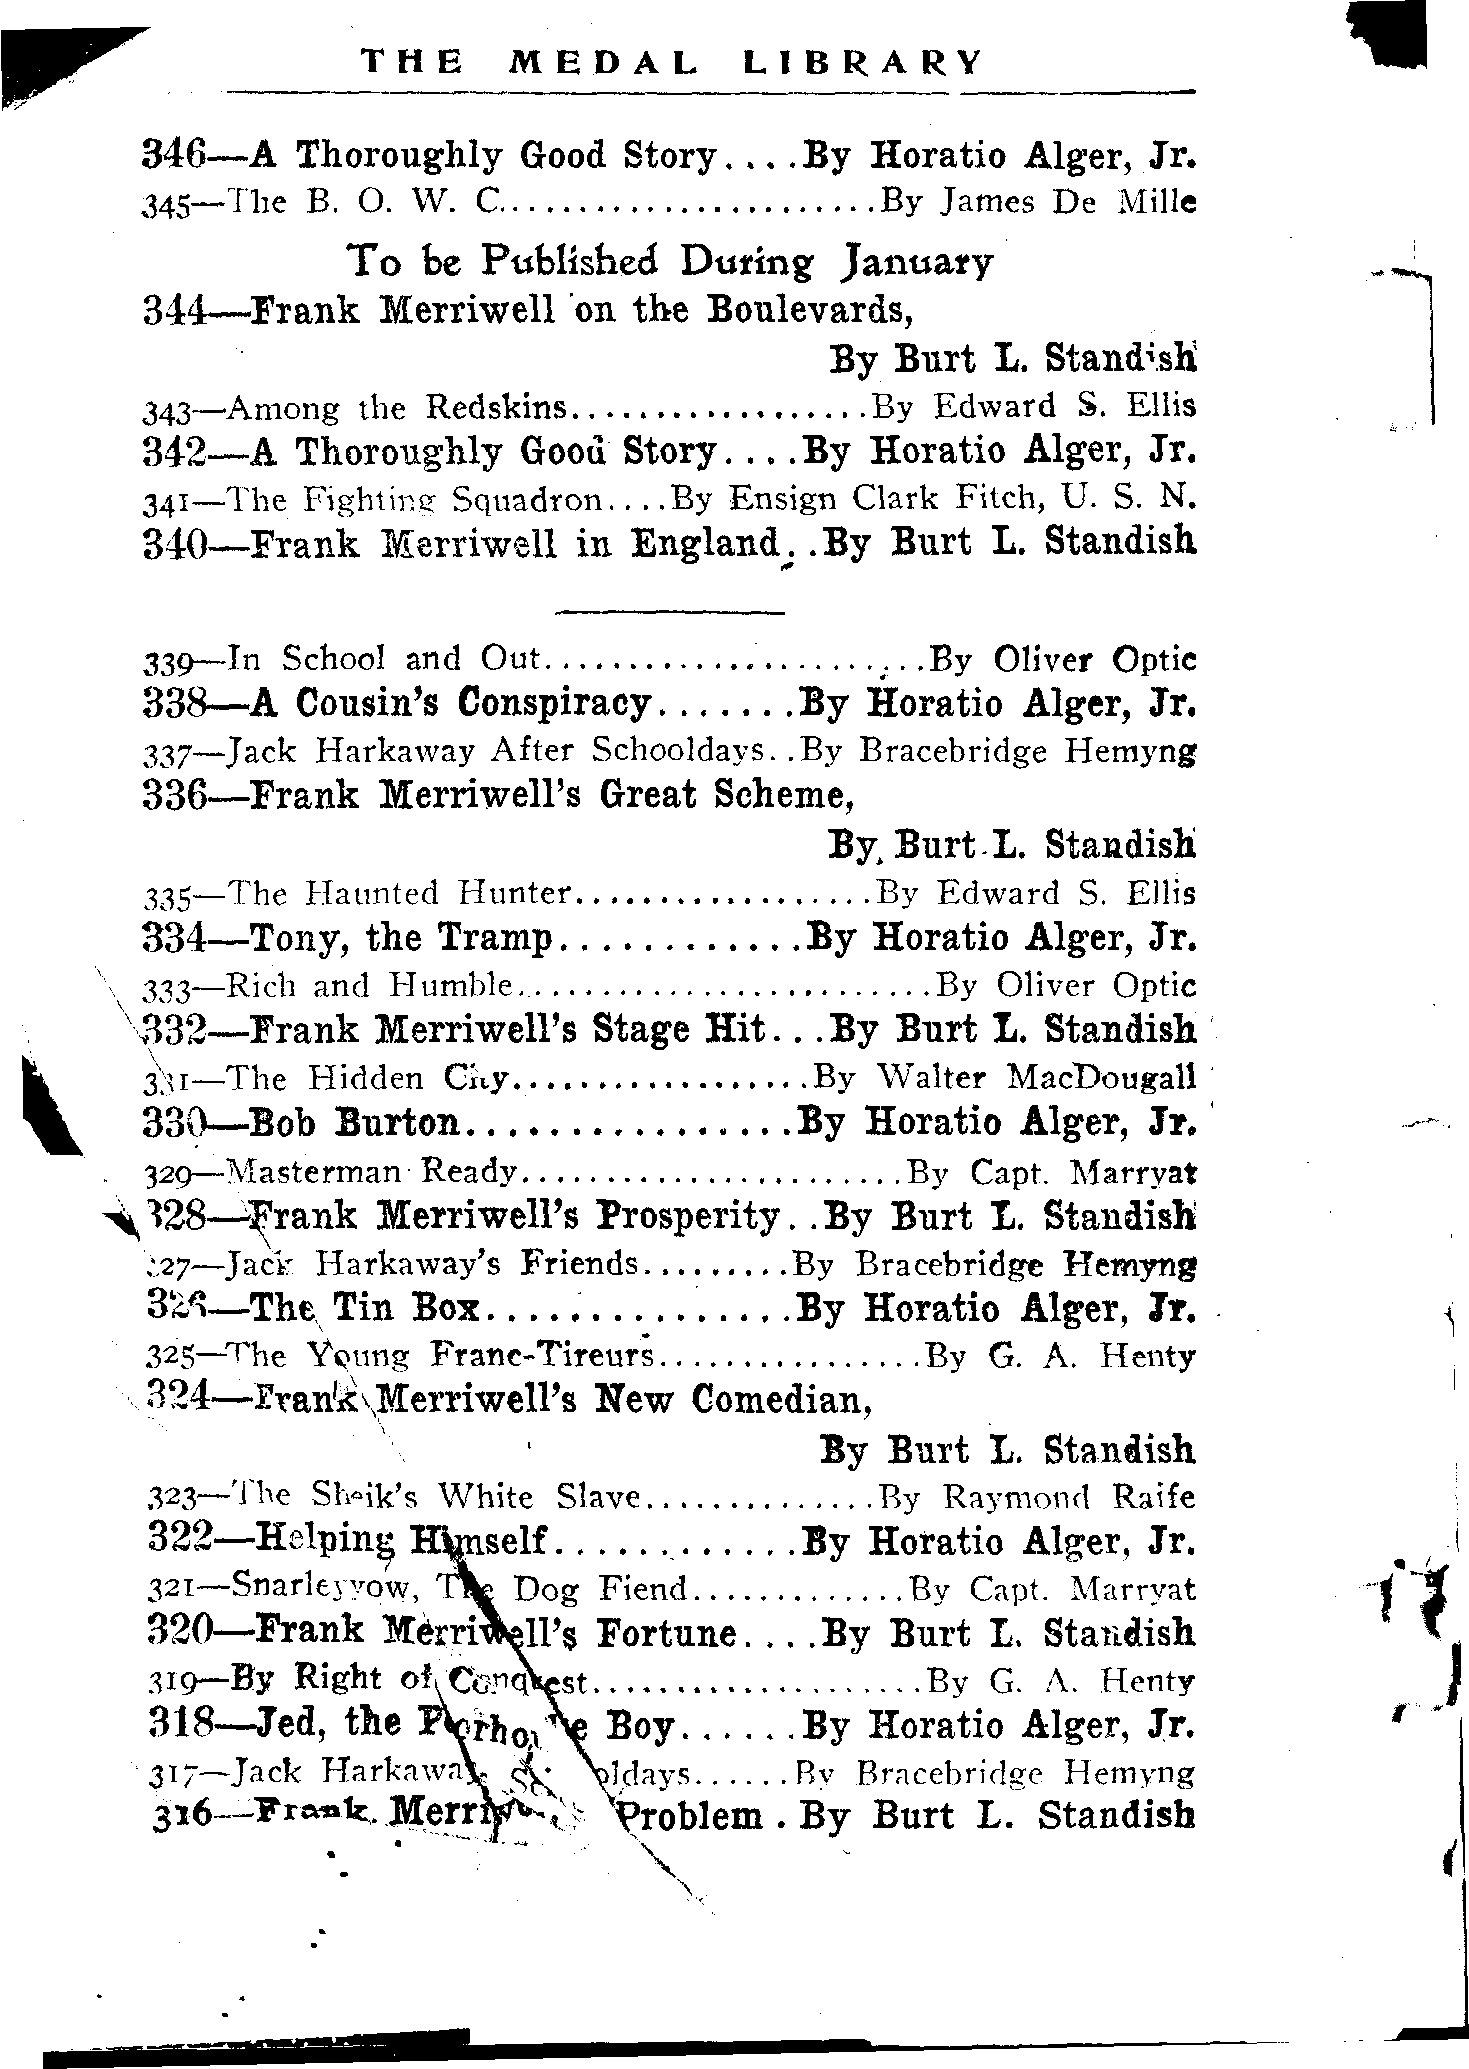 THE MEDAL LIBRARY
346—A Thoroughly Good Story....By Horatio Alger, Jr.
345—The B. O. W. C.......................By James De Mille
To be Published During January
344—Frank Merriwell on the Boulevards,
By Burt L. Standish
343—Among the Redskins..................By Edward S. Ellis
342—A Thoroughly Good Story....By Horatio Alger, Jr.
341—The Fighting Squadron....By Ensign Clark Fitch, U. S. N.
340—Frank Merriwell in England..By Burt L. Standish
339—In School and Out.......................By Oliver Optic
338—A Cousin's Conspiracy.......By Horatio Alger, Jr.
337—Jack Harkaway After Schooldays..By Bracebridge Hemyng
336—Frank Merriwell's Great Scheme,
By Burt L. Standish
335—The Haunted Hunter..................By Edward S. Ellis
334—Tony, the Tramp............By Horatio Alger, Jr.
333—Rich and Humble.........................By Oliver Optic
332—Frank Merriwell's Stage Hit...By Burt L. Standish
331—The Hidden City..................By Walter MacDougall
330—Bob Burton................By Horatio Alger, Jr.
329—Masterman Ready.......................By Capt. Marryat
328—Frank Merriwell's Prosperity..By Burt L. Standish
327—Jack Harkaway's Friends.........By Bracebridge Hemyng
326—The Tin Box...............By Horatio Alger, Jr.
325—The Young Franc-Tireurs................By G. A. Henty
324—Frank Merriwell's New Comedian,
By Burt L. Standish
323—The Sheik's White Slave..............By Raymond Raife
322—Helping Himself............By Horatio Alger, Jr.
321—Snarleyyow, The Dog Fiend.............By Capt. Marryat
320—Frank Merriwell's Fortune....By Burt L. Standish
319—By Right of Conquest....................By G. A. Henty
318—Jed, the Poorhouse Boy......By Horatio Alger, Jr.
317—Jack Harkaway's Schooldays......By Bracebridge Hemyng
316—Frank Merriwell's Problem.By Burt L. Standish